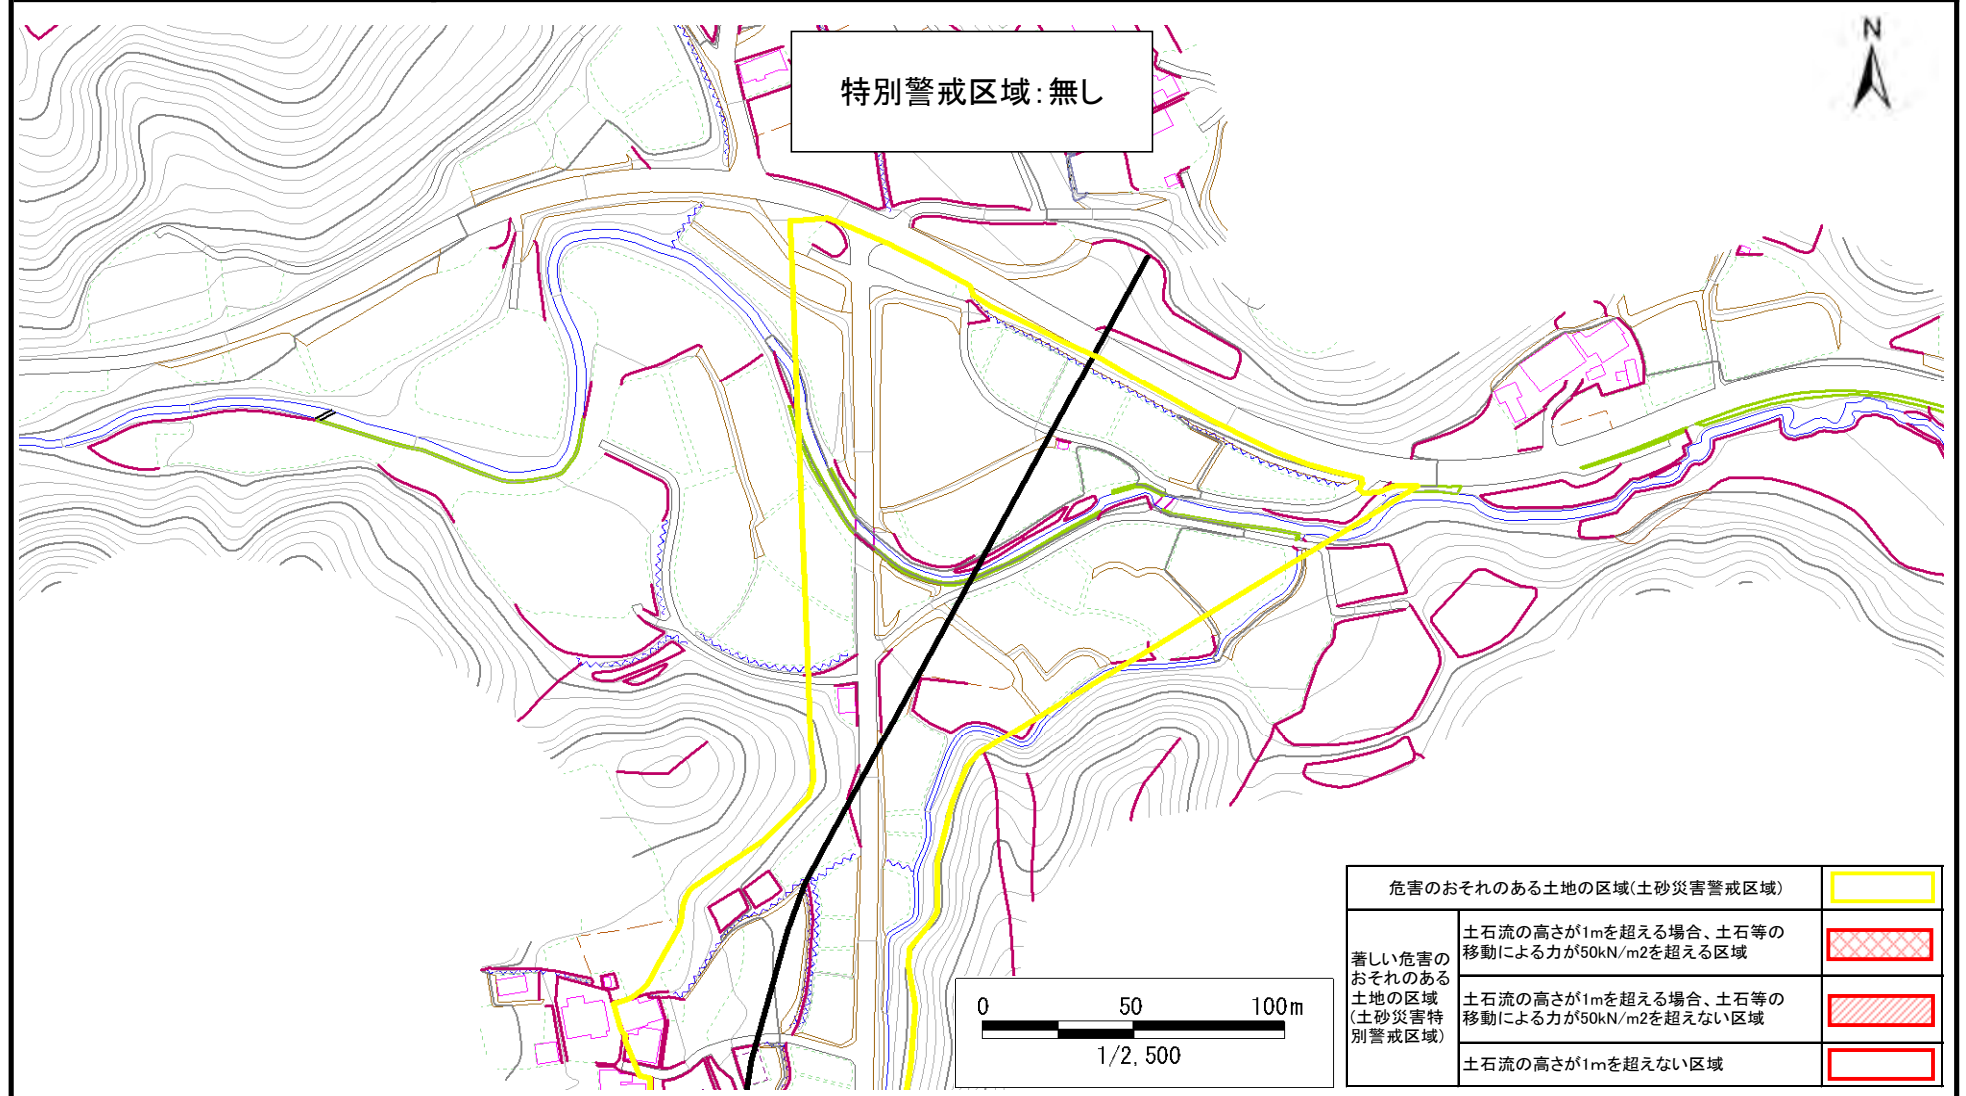 特別警戒区域：無し
N
危害のおそれのある土地の区域(土砂災害警戒区域)
著しい危害の
おそれのある
土地の区域
(土砂災害特
別警戒区域)
土石流の高さが1mを超える場合、土石等の
移動による力が50kN/m2を超える区域
土石流の高さが1mを超える場合、土石等の
移動による力が50kN/m2を超えない区域
土石流の高さが1mを超えない区域
0 50 100m
1/2,500